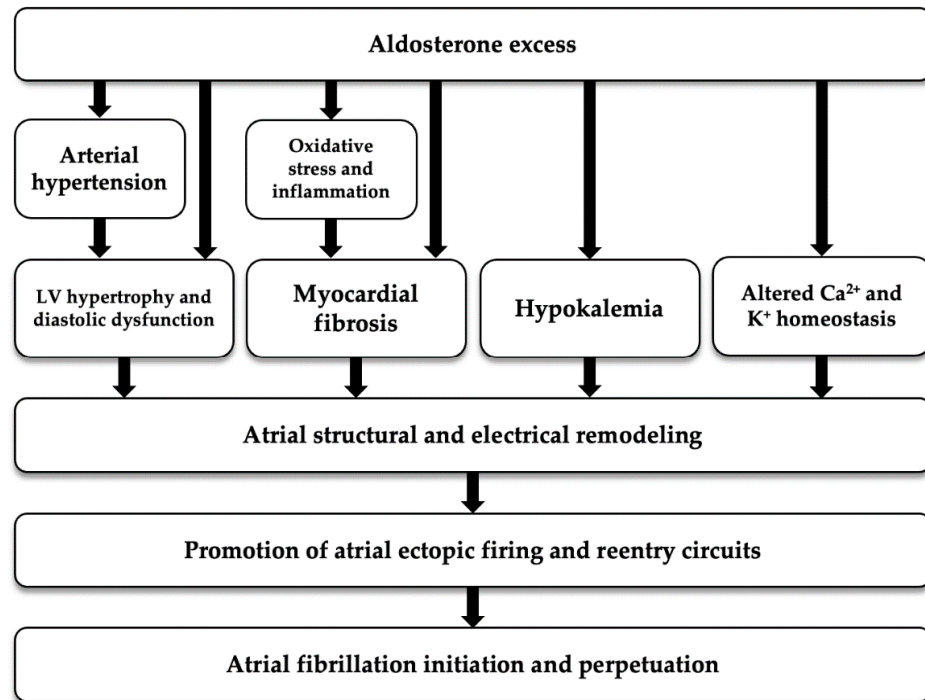 Aldosterone excess
Arterial
hypertension
Oxidative
stress and
inflammation
LV hypertrophy and
diastolic dysfunction
Myocardial
fibrosis
Hypokalemia
Altered Ca²⁺ and
K⁺ homeostasis
Atrial structural and electrical remodeling
Promotion of atrial ectopic firing and reentry circuits
Atrial fibrillation initiation and perpetuation